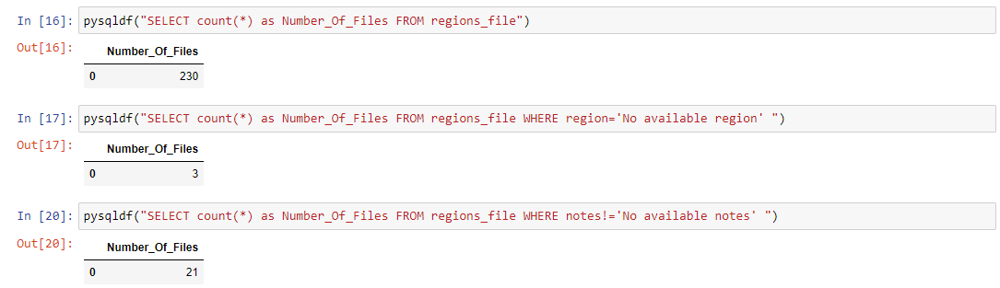 In [16]: pysqldf("SELECT count(*) as Number_Of_Files FROM regions_file")
Out[16]:
Number_Of_Files
0 230
In [17]: pysqldf("SELECT count(*) as Number_Of_Files FROM regions_file WHERE region='No available region' ")
Out[17]:
Number_Of_Files
0 3
In [20]: pysqldf("SELECT count(*) as Number_Of_Files FROM regions_file WHERE notes!='No available notes' ")
Out[20]:
Number_Of_Files
0 21